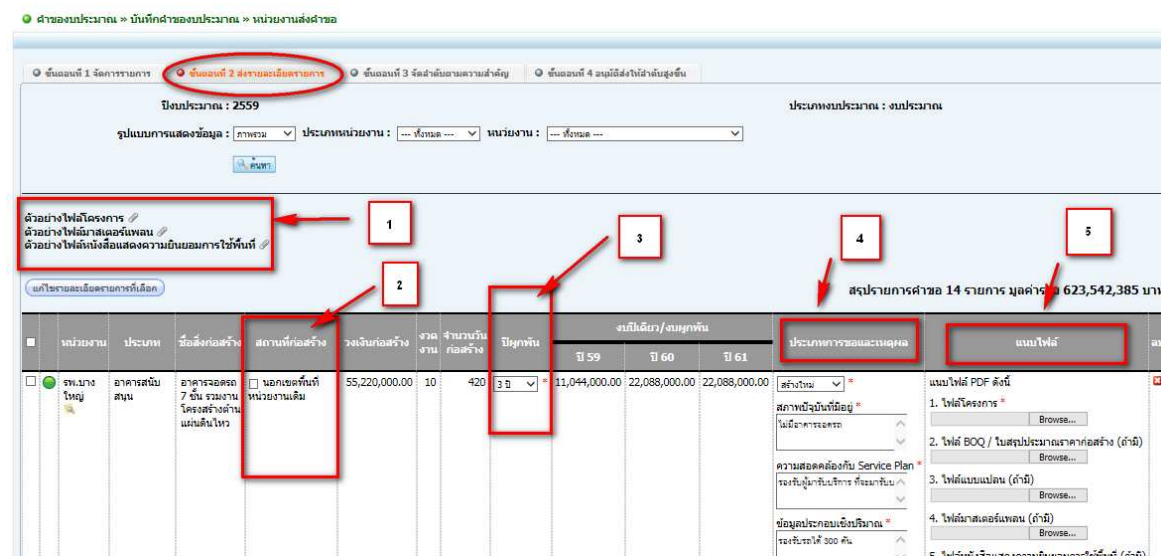 คำของบประมาณ » บันทึกคำของบประมาณ » หน่วยงานส่งคำขอ
ขั้นตอนที่ 1 จัดการรายการ ขั้นตอนที่ 2 ส่งรายละเอียดรายการ ขั้นตอนที่ 3 จัดลำดับตามความสำคัญ ขั้นตอนที่ 4 อนุมัติส่งให้ลำดับสูงขึ้น
ปีงบประมาณ : 2559 ประเภทงบประมาณ : งบประมาณ
รูปแบบการแสดงข้อมูล : ภาพรวม ประเภทหน่วยงาน : --- ทั้งหมด --- หน่วยงาน : --- ทั้งหมด ---
ค้นหา
ตัวอย่างไฟล์โครงการ
ตัวอย่างไฟล์มาสเตอร์แพลน
ตัวอย่างไฟล์หนังสือแสดงความยินยอมการใช้พื้นที่
1
2
3
4
5
แก้ไขรายละเอียดรายการที่เลือก สรุปรายการคำขอ 14 รายการ 623,542,385 บาท
หน่วยงาน ประเภท ชื่อสิ่งก่อสร้าง สถานที่ก่อสร้าง วงเงินก่อสร้าง งวดงาน จำนวนวันก่อสร้าง ปีผูกพัน งบปีเดียว/งบผูกพัน ประเภทการขอและเหตุผล แนบไฟล์
ปี 59 ปี 60 ปี 61
รพ.บางใหญ่ อาคารสนับสนุน อาคารจอดรถ 7 ชั้น รวมงานโครงสร้างต้านแผ่นดินไหว นอกเขตพื้นที่หน่วยงานเดิม 55,220,000.00 10 420 3 ปี * 11,044,000.00 22,088,000.00 22,088,000.00
สร้างใหม่ *
สภาพปัจจุบันที่มีอยู่ *
ไม่มีอาคารจอดรถ
ความสอดคล้องกับ Service Plan *
รองรับผู้มารับบริการ ที่จะมารับบ
ข้อมูลประกอบเชิงปริมาณ *
รองรับรถได้ 300 คัน
แนบไฟล์ PDF ดังนี้
1. ไฟล์โครงการ *
Browse...
2. ไฟล์ BOQ / ใบสรุปประมาณราคาก่อสร้าง (ถ้ามี)
Browse...
3. ไฟล์แบบแปลน (ถ้ามี)
Browse...
4. ไฟล์มาสเตอร์แพลน (ถ้ามี)
Browse...
5. ไฟล์หนังสือแสดงความยินยอมการใช้พื้นที่ (ถ้ามี)